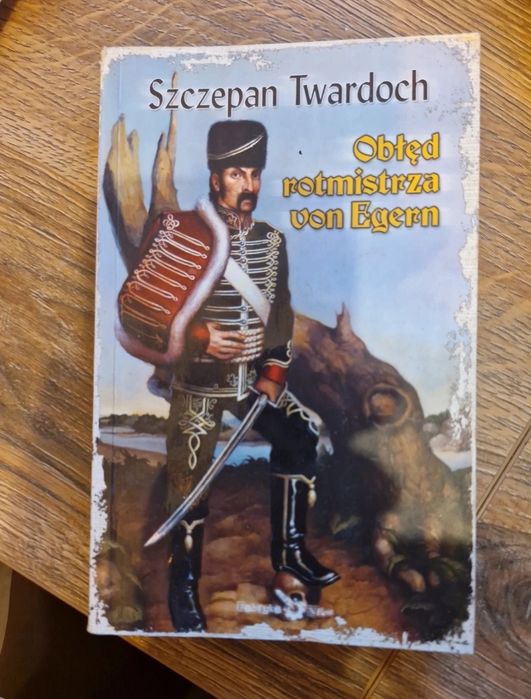 Szczepan Twardoch
Obłęd
rotmistrza
von Egern